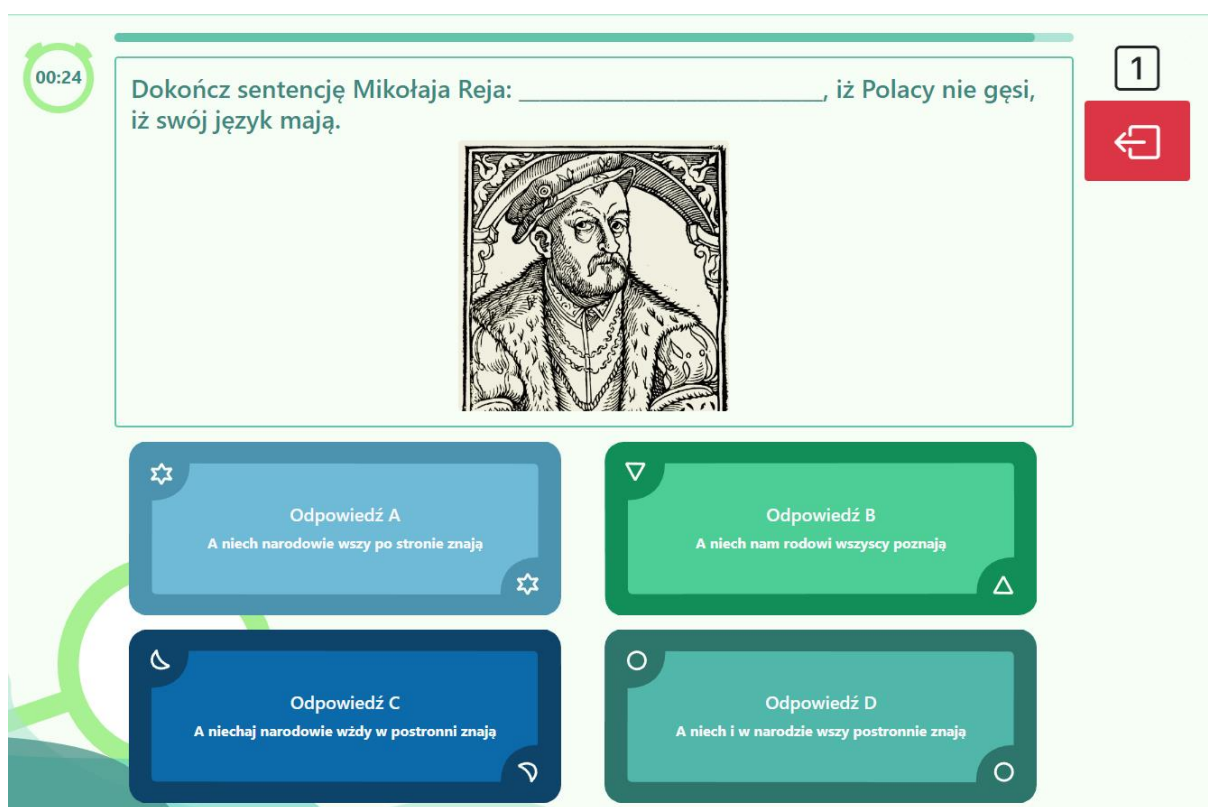 00:24
Dokończ sentencję Mikołaja Reja: __________________________, iż Polacy nie gęsi,
iż swój język mają.
1
Odpowiedź A
A niech narodowie wszy po stronie znają
Odpowiedź B
A niech nam rodowi wszyscy poznają
Odpowiedź C
A niechaj narodowie wżdy w postronni znają
Odpowiedź D
A niech i w narodzie wszy postronnie znają